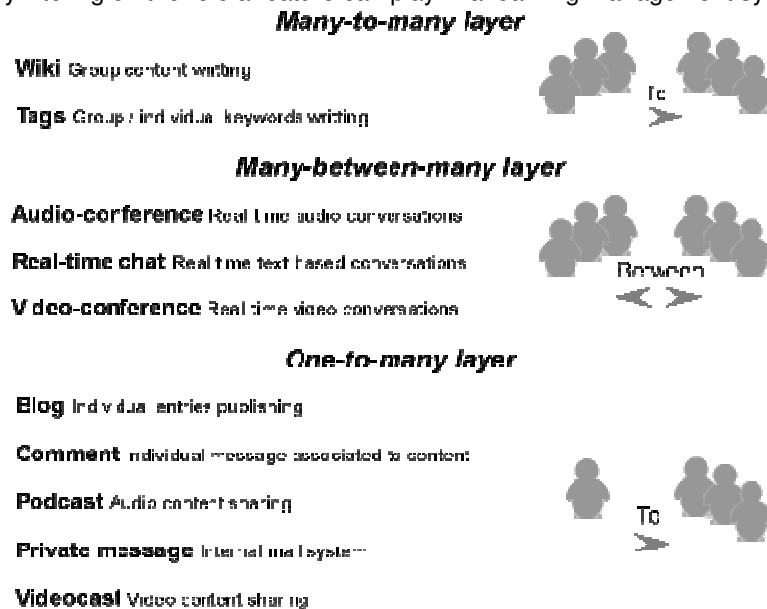 Many-to-many layer
Wiki Group content writting
To
Tags Group / individual keywords writting
Many-between-many layer
Audio-conference Real time audio conversations
Real-time chat Real time text based conversations
Between
Video-conference Real time video conversations
One-to-many layer
Blog Individual entries publishing
Comment Individual message associated to content
Podcast Audio content sharing
To
Private message Internal mail system
Videocast Video content sharing